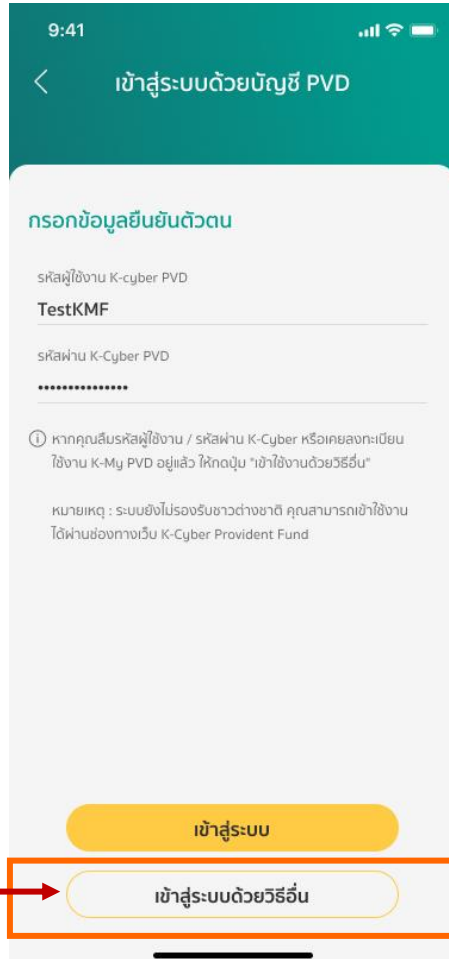 9:41
เข้าสู่ระบบด้วยบัญชี PVD
กรอกข้อมูลยืนยันตัวตน
รหัสผู้ใช้งาน K-cyber PVD
TestKMF
รหัสผ่าน K-Cyber PVD
•••••••••••••••
หากคุณลืมรหัสผู้ใช้งาน / รหัสผ่าน K-Cyber หรือเคยลงทะเบียน
ใช้งาน K-My PVD อยู่แล้ว ให้กดปุ่ม "เข้าใช้งานด้วยวิธีอื่น"
หมายเหตุ : ระบบยังไม่รองรับชาวต่างชาติ คุณสามารถเข้าใช้งาน
ได้ผ่านช่องทางเว็บ K-Cyber Provident Fund
เข้าสู่ระบบ
เข้าสู่ระบบด้วยวิธีอื่น